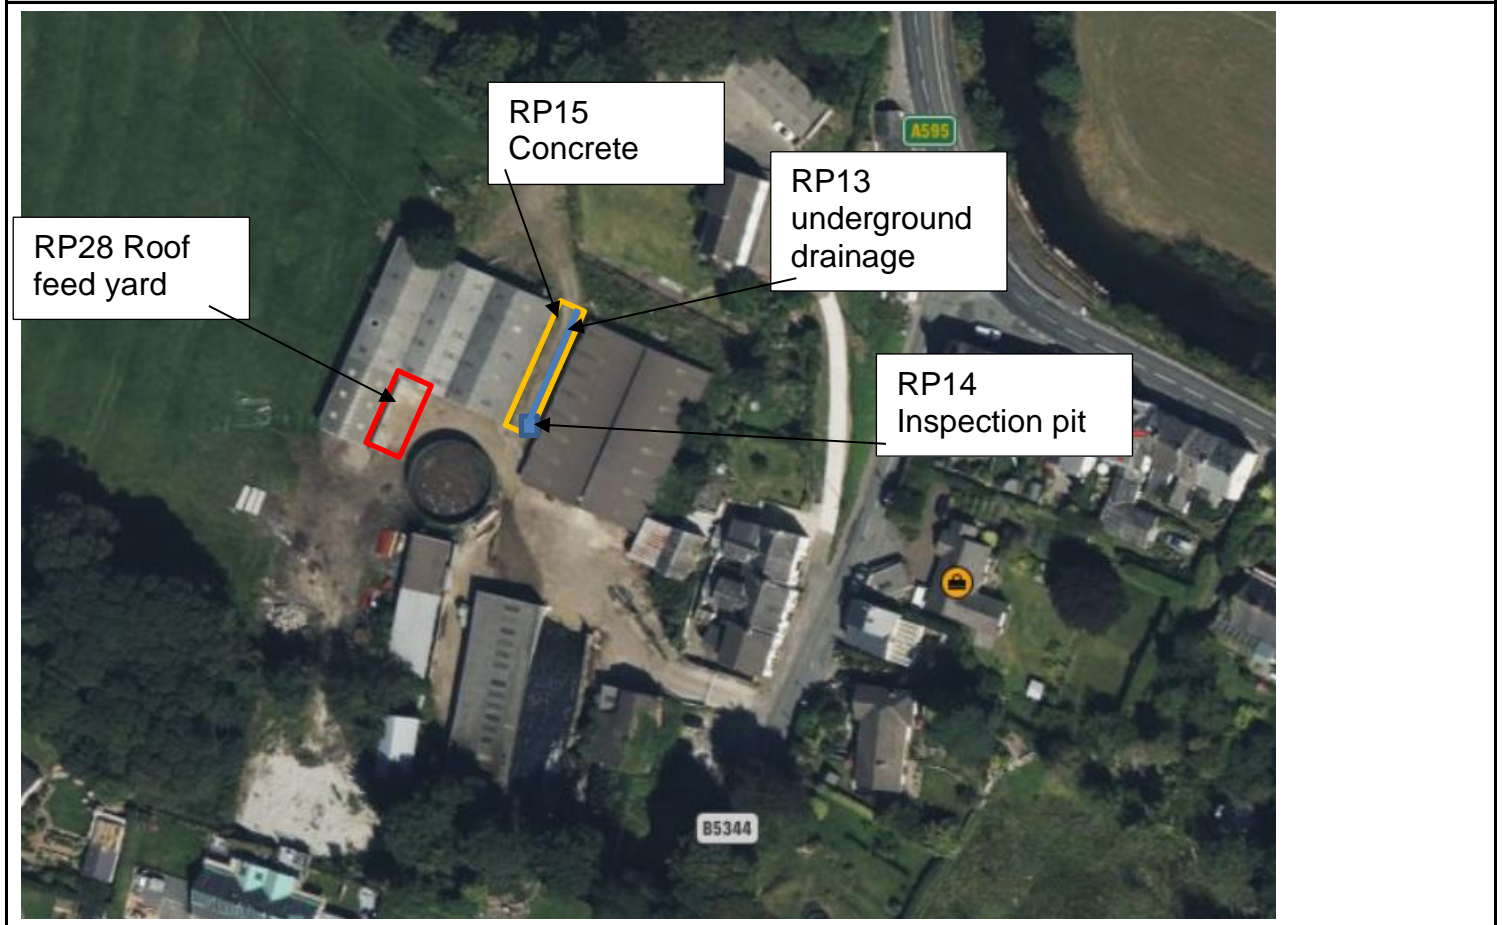 RP15
Concrete
A595
RP13
underground
drainage
RP28 Roof
feed yard
RP14
Inspection pit
B5344